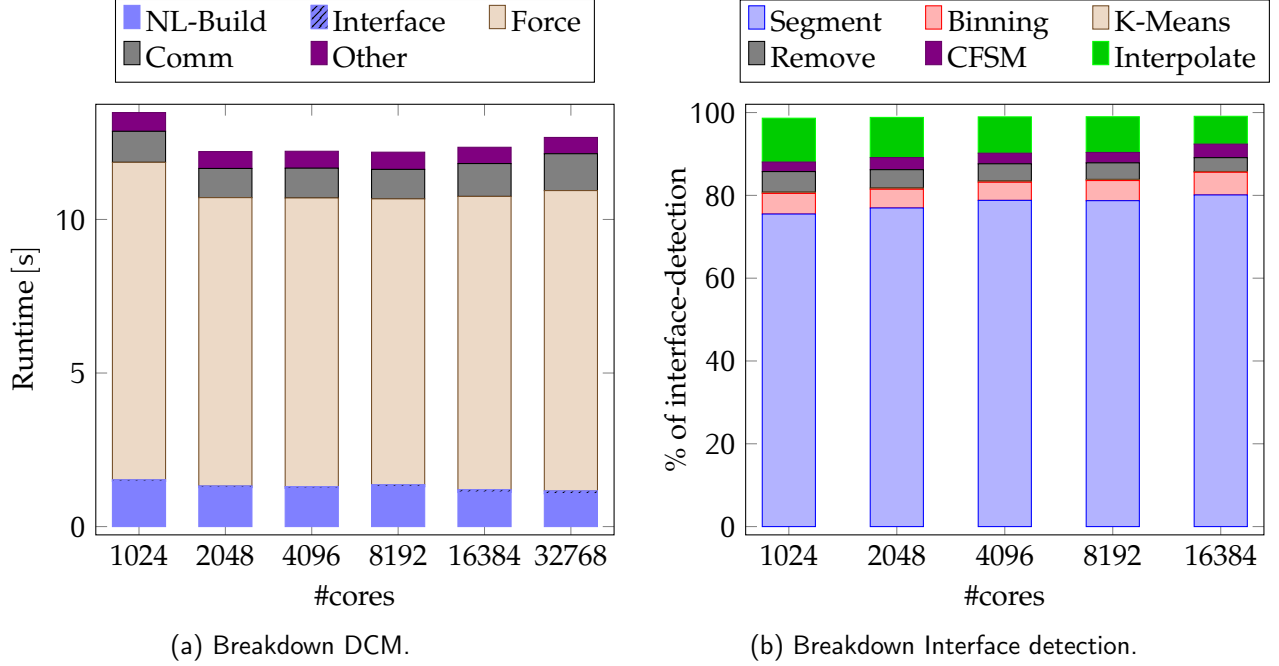 NL-Build Interface Force
Comm Other
Runtime [s]
10
5
0
1024 2048 4096 8192 16384 32768
#cores
(a) Breakdown DCM.
Segment Binning K-Means
Remove CFSM Interpolate
% of interface-detection
100
80
60
40
20
0
1024 2048 4096 8192 16384
#cores
(b) Breakdown Interface detection.